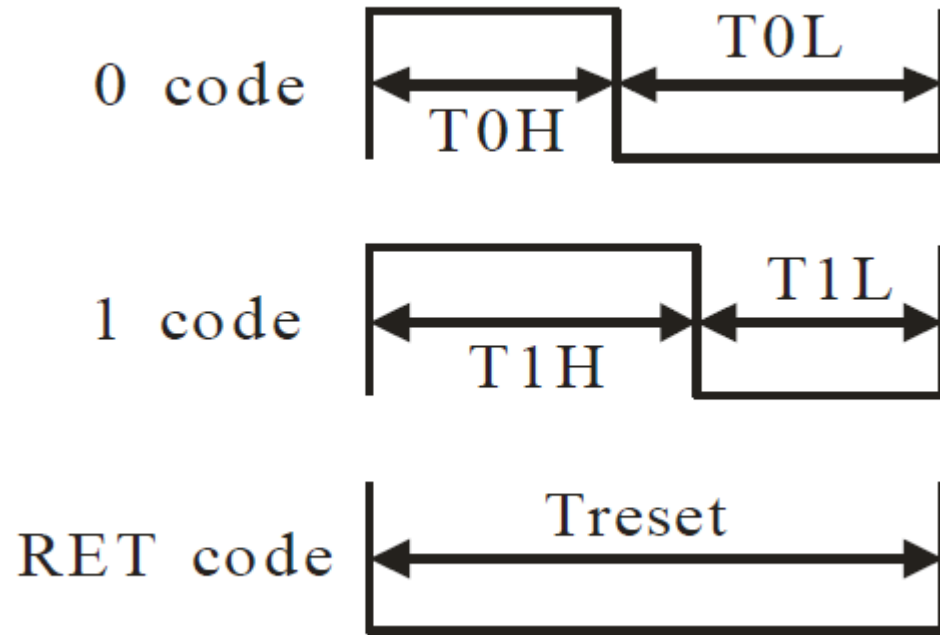 0 code
T0H
T0L
1 code
T1H
T1L
RET code
Treset